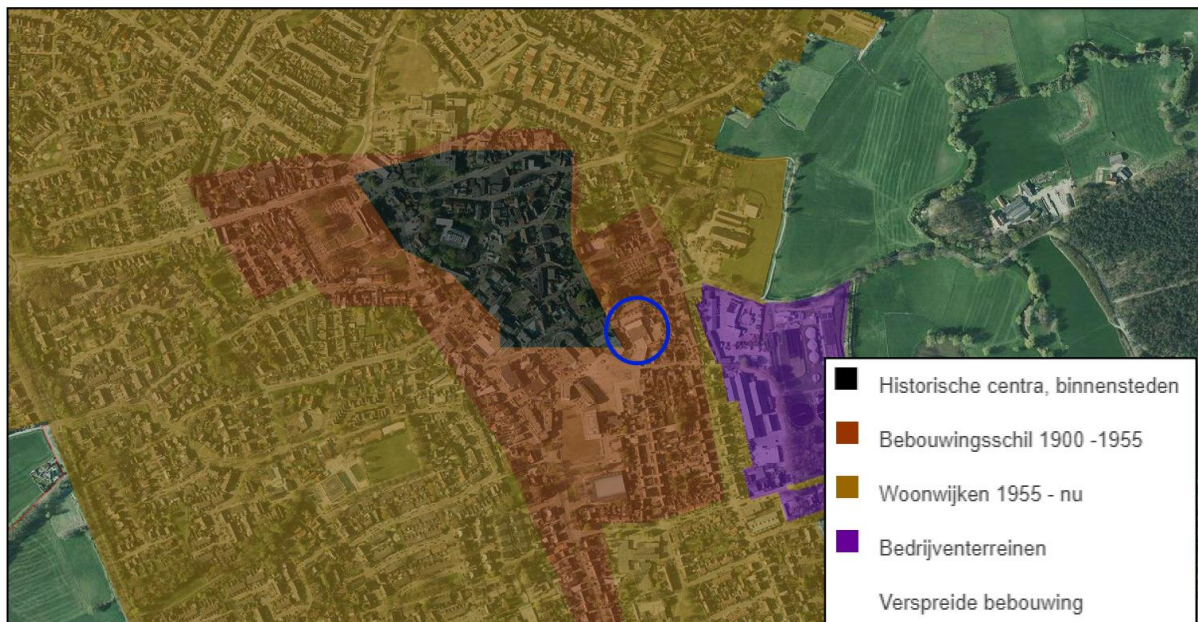 Historische centra, binnensteden
Bebouwingsschil 1900 -1955
Woonwijken 1955 - nu
Bedrijventerreinen
Verspreide bebouwing